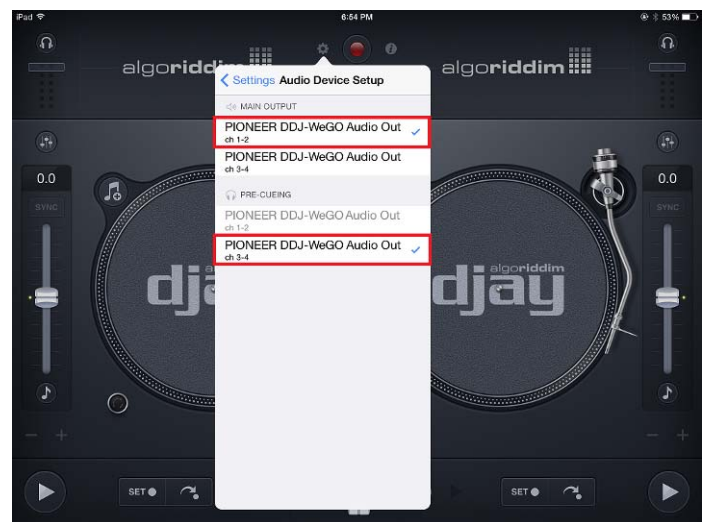 iPad
6:54 PM
53%
algoriddim
algoriddim
Settings
Audio Device Setup
MAIN OUTPUT
PIONEER DDJ-WeGO Audio Out
ch 1-2
PIONEER DDJ-WeGO Audio Out
ch 3-4
PRE-CUEING
PIONEER DDJ-WeGO Audio Out
ch 1-2
PIONEER DDJ-WeGO Audio Out
ch 3-4
0.0
SYNC
0.0
SYNC
a
dja
algoriddim
djay
SET
SET